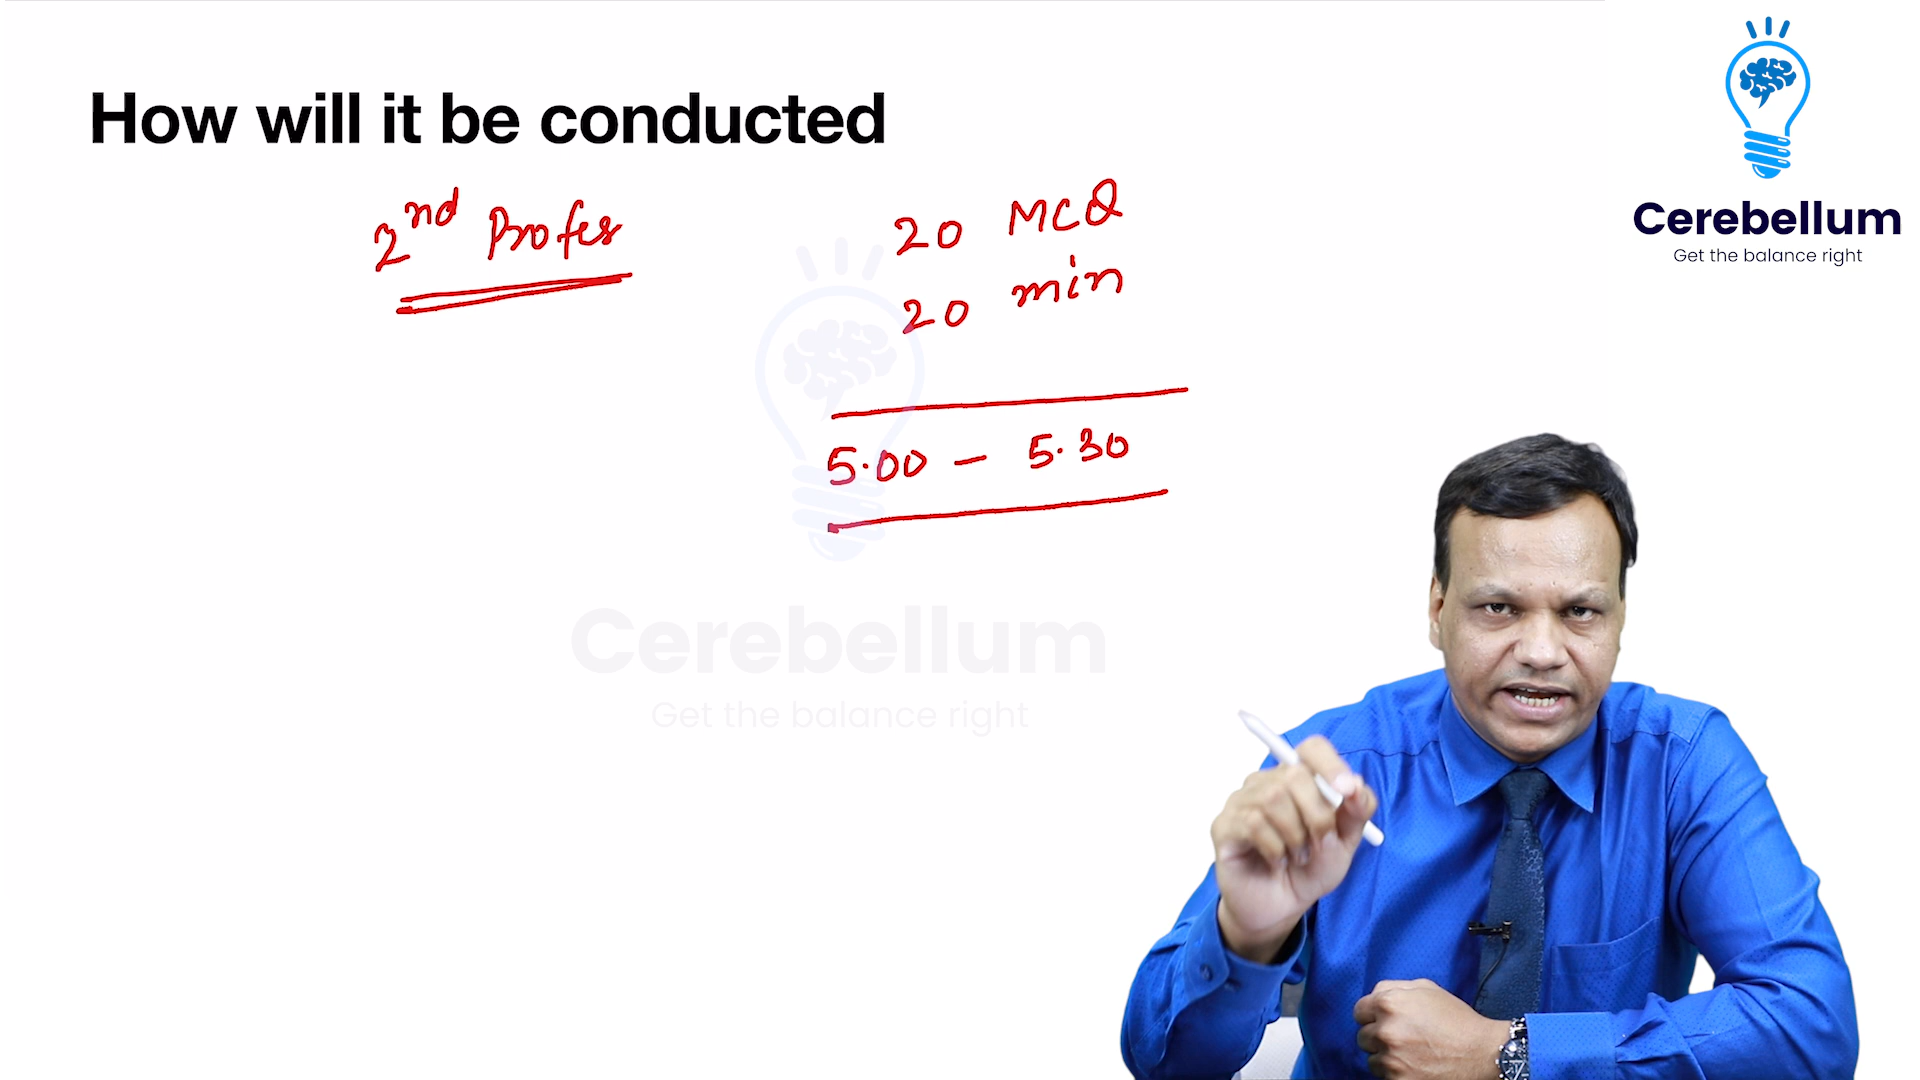 How will it be conducted
2nd Profes
20 MCQ
20 min
5.00 - 5.30
Cerebellum
Get the balance right
Cerebellum
Get the balance right